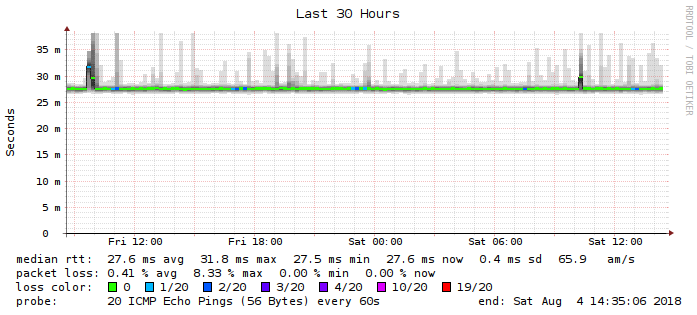 Last 30 Hours
RRDTOOL / TOBI OETIKER
Seconds
35 m
30 m
25 m
20 m
15 m
10 m
5 m
0
Fri 12:00 Fri 18:00 Sat 00:00 Sat 06:00 Sat 12:00
median rtt: 27.6 ms avg 31.8 ms max 27.5 ms min 27.6 ms now 0.4 ms sd 65.9 am/s
packet loss: 0.41 % avg 8.33 % max 0.00 % min 0.00 % now
loss color: 0 1/20 2/20 3/20 4/20 10/20 19/20
probe: 20 ICMP Echo Pings (56 Bytes) every 60s end: Sat Aug 4 14:35:06 2018